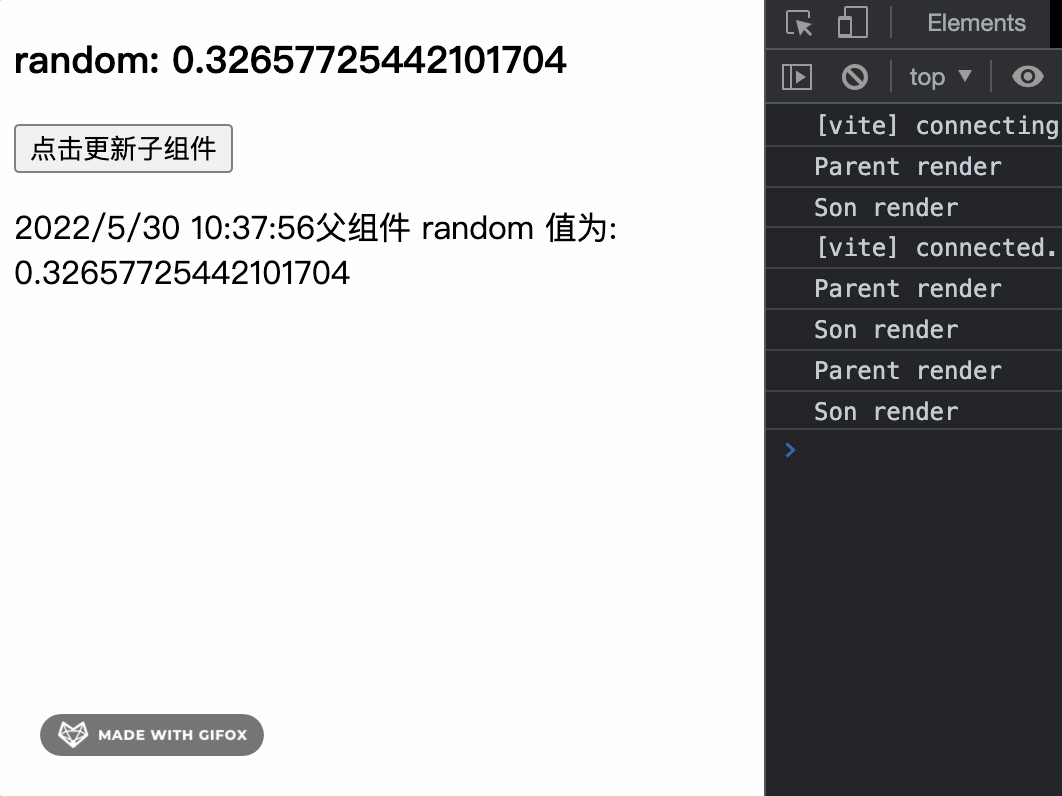 random: 0.32657725442101704
点击更新子组件
2022/5/30 10:37:56父组件 random 值为:
0.32657725442101704
MADE WITH GIFOX
Elements
top
[vite] connecting
Parent render
Son render
[vite] connected.
Parent render
Son render
Parent render
Son render